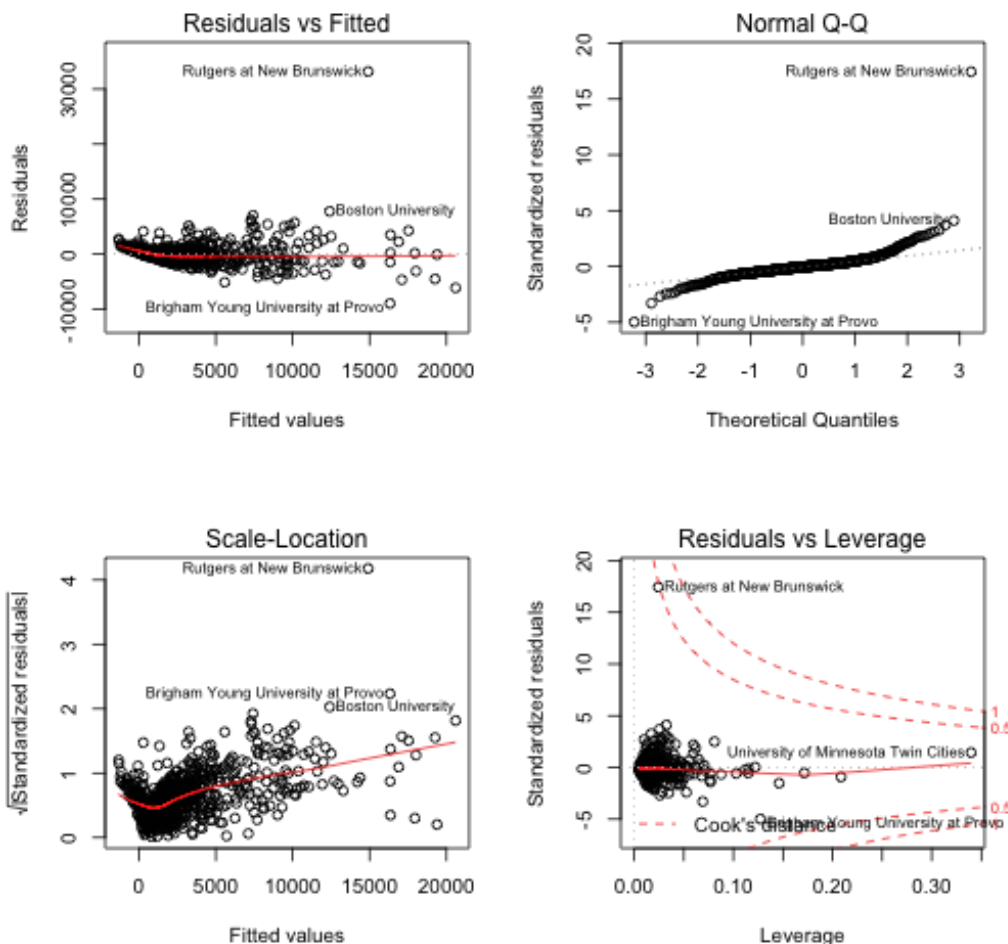 Residuals vs Fitted
Residuals
30000
10000
0
-10000
Rutgers at New Brunswick
Boston University
Brigham Young University at Provo
0 5000 10000 15000 20000
Fitted values
Normal Q-Q
Standardized residuals
20
15
10
5
0
-5
Rutgers at New Brunswick
Boston University
Brigham Young University at Provo
-3 -2 -1 0 1 2 3
Theoretical Quantiles
Scale-Location
√|Standardized residuals|
4
3
2
1
0
Rutgers at New Brunswick
Brigham Young University at Provo
Boston University
0 5000 10000 15000 20000
Fitted values
Residuals vs Leverage
Standardized residuals
20
15
10
5
0
-5
Rutgers at New Brunswick
1
0.5
University of Minnesota Twin Cities
0.5
Brigham Young University at Provo
Cook's distance
0.00 0.10 0.20 0.30
Leverage